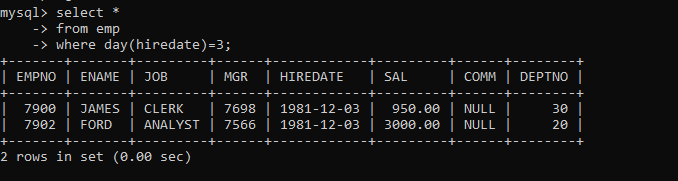 mysql> select *
    -> from emp
    -> where day(hiredate)=3;
+-------+-------+---------+------+------------+---------+------+--------+
| EMPNO | ENAME | JOB     | MGR  | HIREDATE   | SAL     | COMM | DEPTNO |
+-------+-------+---------+------+------------+---------+------+--------+
|  7900 | JAMES | CLERK   | 7698 | 1981-12-03 |  950.00 | NULL |     30 |
|  7902 | FORD  | ANALYST | 7566 | 1981-12-03 | 3000.00 | NULL |     20 |
+-------+-------+---------+------+------------+---------+------+--------+
2 rows in set (0.00 sec)